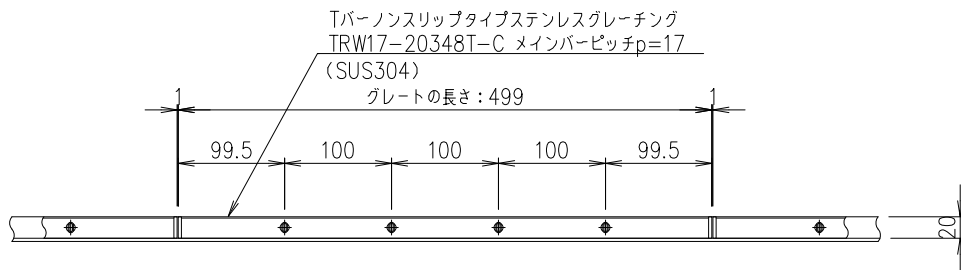 Tバーノンスリップタイプステンレスグレーチング
TRW17-20348T-C メインバーピッチp=17
(SUS304)
グレートの長さ:499
1 1
99.5 100 100 100 99.5
20